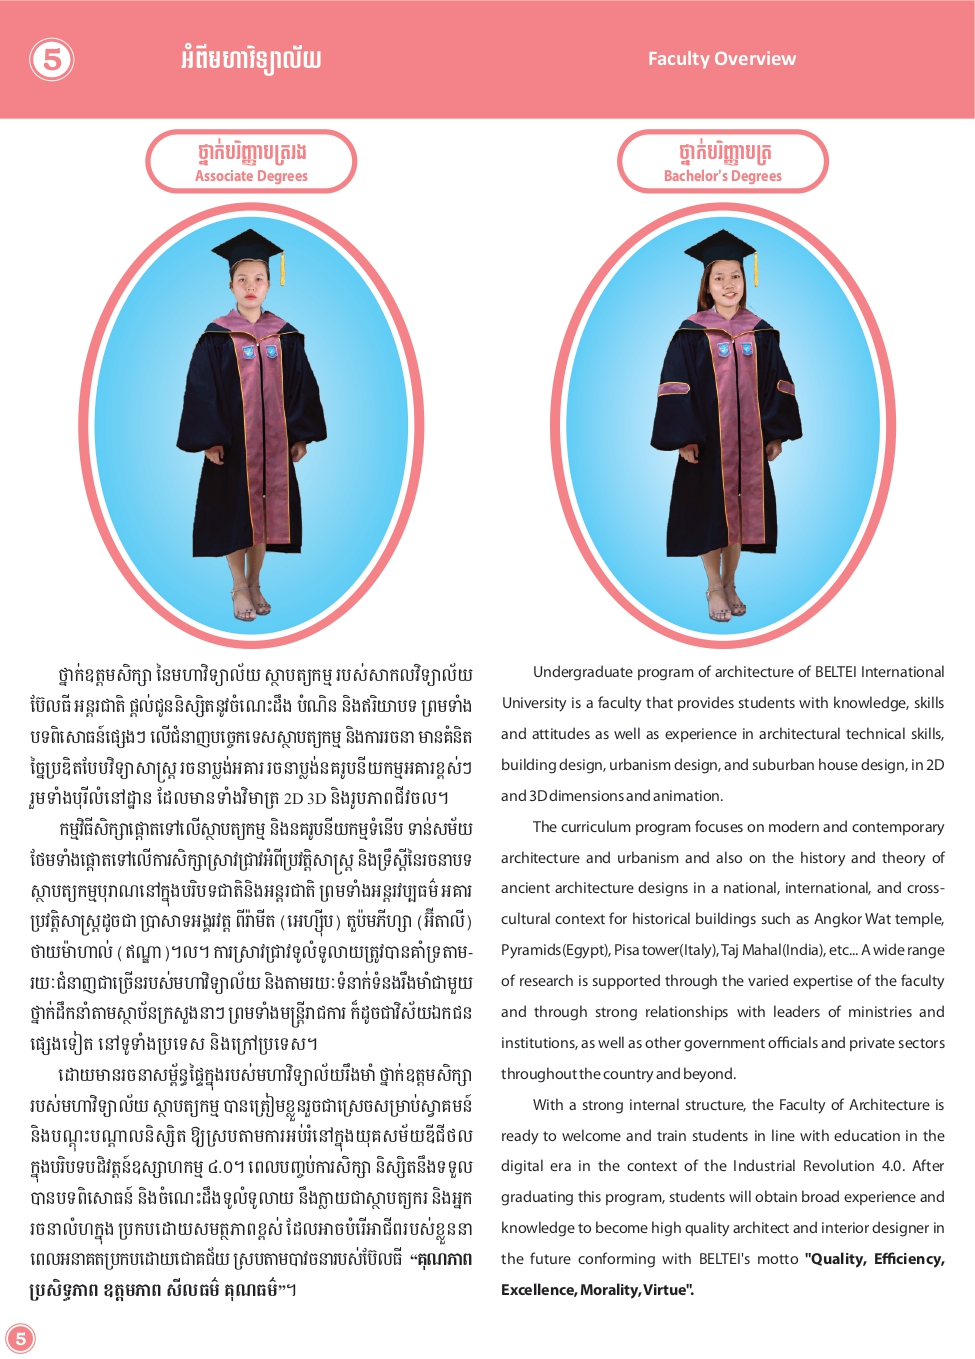 5
អំពីមហាវិទ្យាល័យ
Faculty Overview
ថ្នាក់បរិញ្ញាបត្ររង
Associate Degrees
ថ្នាក់បរិញ្ញាបត្រ
Bachelor's Degrees
ថ្នាក់ឧត្តមសិក្សា នៃមហាវិទ្យាល័យ ស្ថាបត្យកម្ម របស់សាកលវិទ្យាល័យ
ប៊ែលធី អន្តរជាតិ ផ្តល់ជូននិស្សិតនូវចំណេះដឹង បំណិន និងឥរិយាបទ ព្រមទាំង
បទពិសោធន៍ផ្សេងៗ លើជំនាញបច្ចេកទេសស្ថាបត្យកម្ម និងការរចនា មានគំនិត
ច្នៃប្រឌិតបែបវិទ្យាសាស្ត្រ រចនាប្លង់អគារ រចនាប្លង់នគរូបនីយកម្មអគារខ្ពស់ៗ
រួមទាំងបុរីលំនៅដ្ឋាន ដែលមានទាំងវិមាត្រ 2D 3D និងរូបភាពជីវចល។
កម្មវិធីសិក្សាផ្តោតទៅលើស្ថាបត្យកម្ម និងនគរូបនីយកម្មទំនើប ទាន់សម័យ
ថែមទាំងផ្តោតទៅលើការសិក្សាស្រាវជ្រាវអំពីប្រវត្តិសាស្ត្រ និងទ្រឹស្តីនៃរចនាបទ
ស្ថាបត្យកម្មបុរាណនៅក្នុងបរិបទជាតិនិងអន្តរជាតិ ព្រមទាំងអន្តរវប្បធម៌ អគារ
ប្រវត្តិសាស្ត្រដូចជា ប្រាសាទអង្គរវត្ត ពីរ៉ាមីត (អេហ្ស៊ីប) តួប៉មភីហ្សា (អ៊ីតាលី)
ថាយម៉ាហាល់ (ឥណ្ឌា)។ល។ ការស្រាវជ្រាវទូលំទូលាយត្រូវបានគាំទ្រតាម-
រយៈជំនាញជាច្រើនរបស់មហាវិទ្យាល័យ និងតាមរយៈទំនាក់ទំនងរឹងមាំជាមួយ
ថ្នាក់ដឹកនាំតាមស្ថាប័នក្រសួងនានា ព្រមទាំងមន្ត្រីរាជការ ក៏ដូចជាវិស័យឯកជន
ផ្សេងទៀត នៅទូទាំងប្រទេស និងក្រៅប្រទេស។
ដោយមានរចនាសម្ព័ន្ធផ្ទៃក្នុងរបស់មហាវិទ្យាល័យរឹងមាំ ថ្នាក់ឧត្តមសិក្សា
របស់មហាវិទ្យាល័យ ស្ថាបត្យកម្ម បានត្រៀមខ្លួនរួចជាស្រេចសម្រាប់ស្វាគមន៍
និងបណ្តុះបណ្តាលនិស្សិត ឱ្យស្របតាមការអប់រំនៅក្នុងយុគសម័យឌីជីថល
ក្នុងបរិបទបដិវត្តន៍ឧស្សាហកម្ម ៤.០។ ពេលបញ្ចប់ការសិក្សា និស្សិតនឹងទទួល
បានបទពិសោធន៍ និងចំណេះដឹងទូលំទូលាយ នឹងក្លាយជាស្ថាបត្យករ និងអ្នក
រចនាលំហក្នុង ប្រកបដោយសមត្ថភាពខ្ពស់ ដែលអាចបំរើអាជីពរបស់ខ្លួននា
ពេលអនាគតប្រកបដោយជោគជ័យ ស្របតាមបាវចនារបស់ប៊ែលធី “គុណភាព
ប្រសិទ្ធភាព ឧត្តមភាព សីលធម៌ គុណធម៌”។
Undergraduate program of architecture of BELTEI International
University is a faculty that provides students with knowledge, skills
and attitudes as well as experience in architectural technical skills,
building design, urbanism design, and suburban house design, in 2D
and 3D dimensions and animation.
The curriculum program focuses on modern and contemporary
architecture and urbanism and also on the history and theory of
ancient architecture designs in a national, international, and cross-
cultural context for historical buildings such as Angkor Wat temple,
Pyramids(Egypt), Pisa tower(Italy), Taj Mahal(India), etc... A wide range
of research is supported through the varied expertise of the faculty
and through strong relationships with leaders of ministries and
institutions, as well as other government officials and private sectors
throughout the country and beyond.
With a strong internal structure, the Faculty of Architecture is
ready to welcome and train students in line with education in the
digital era in the context of the Industrial Revolution 4.0. After
graduating this program, students will obtain broad experience and
knowledge to become high quality architect and interior designer in
the future conforming with BELTEI's motto "Quality, Efficiency,
Excellence, Morality, Virtue".
5